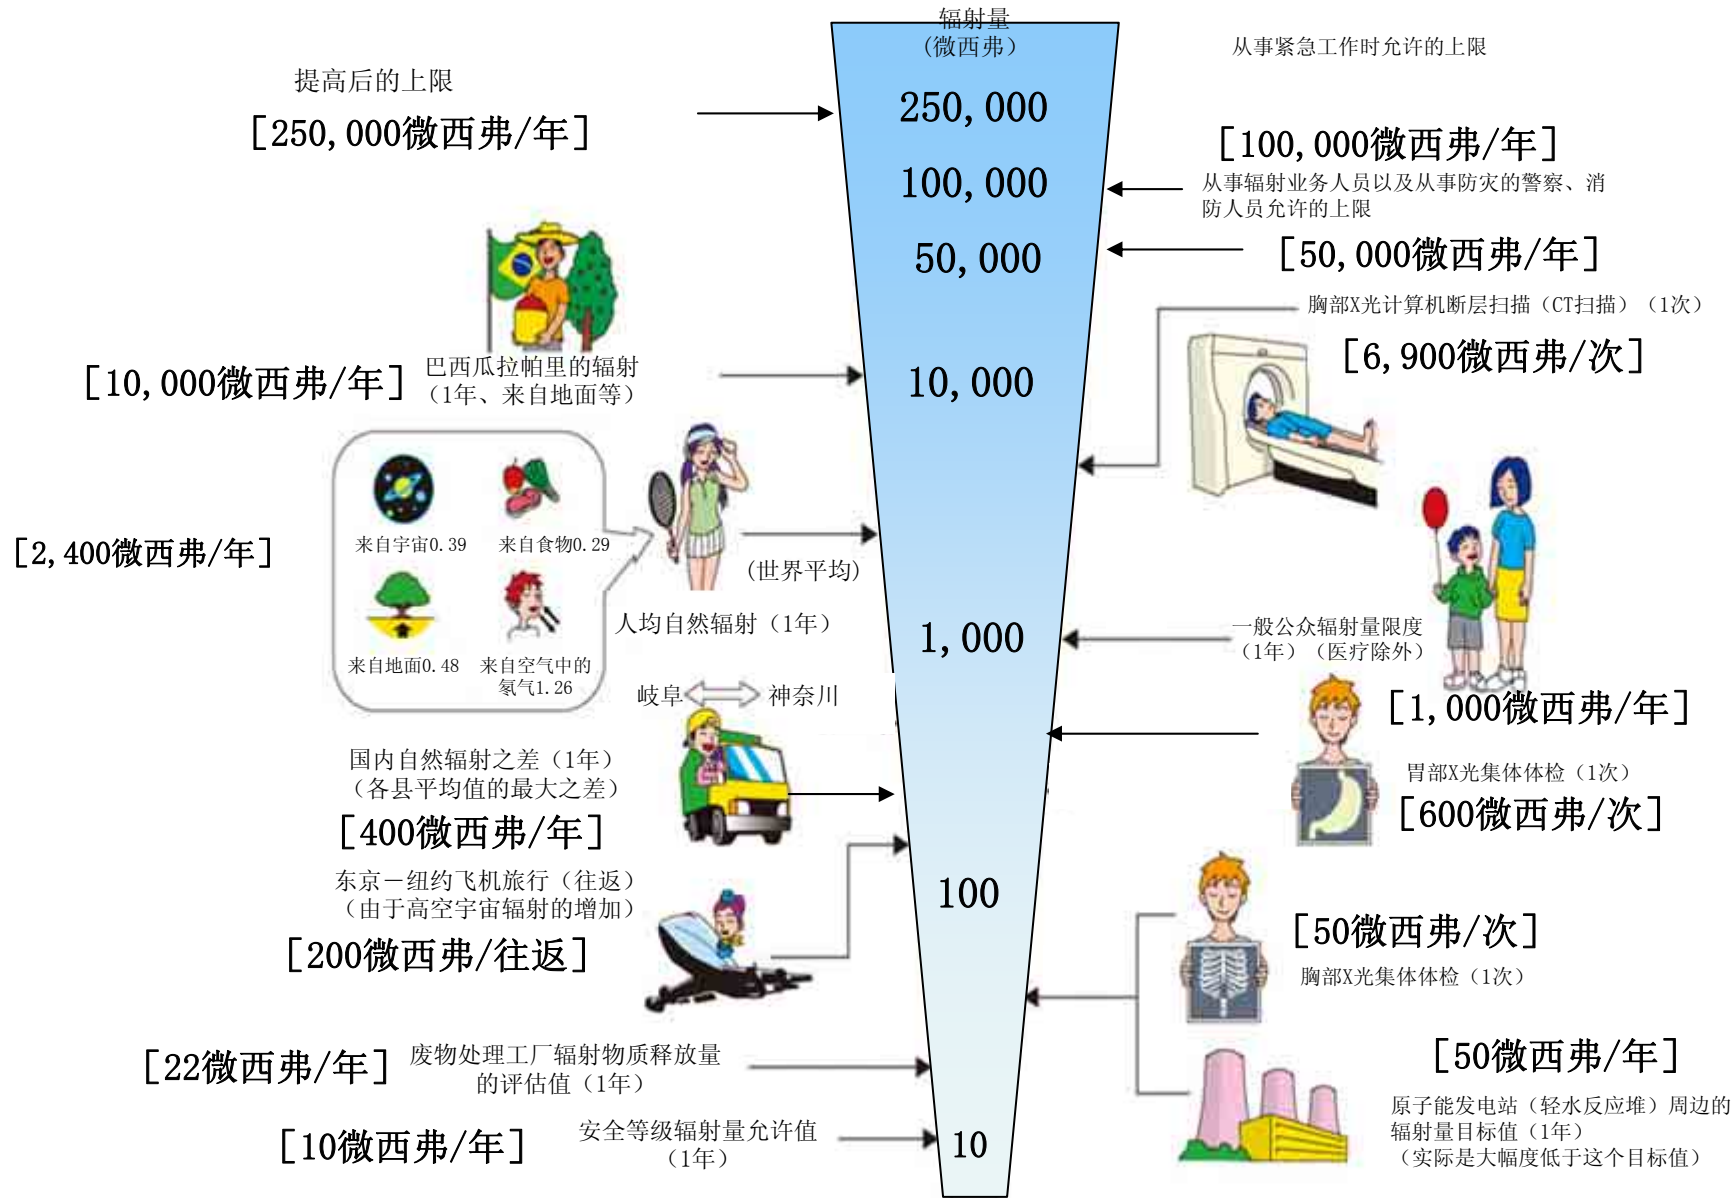 辐射量
(微西弗)
从事紧急工作时允许的上限
提高后的上限
[250,000微西弗/年]
250,000
[100,000微西弗/年]
100,000
从事辐射业务人员以及从事防灾的警察、消
防人员允许的上限
50,000
[50,000微西弗/年]
胸部X光计算机断层扫描（CT扫描）（1次）
[6,900微西弗/次]
[10,000微西弗/年]
巴西瓜拉帕里的辐射
（1年、来自地面等）
10,000
来自宇宙0.39
来自食物0.29
[2,400微西弗/年]
(世界平均)
人均自然辐射（1年）
来自地面0.48
来自空气中的
氡气1.26
1,000
一般公众辐射量限度
（1年）（医疗除外）
[1,000微西弗/年]
岐阜
神奈川
国内自然辐射之差（1年）
（各县平均值的最大之差）
[400微西弗/年]
胃部X光集体体检（1次）
[600微西弗/次]
东京－纽约飞机旅行（往返）
（由于高空宇宙辐射的增加）
[200微西弗/往返]
100
[50微西弗/次]
胸部X光集体体检（1次）
[22微西弗/年]
废物处理工厂辐射物质释放量
的评估值（1年）
[50微西弗/年]
原子能发电站（轻水反应堆）周边的
辐射量目标值（1年）
（实际是大幅度低于这个目标值）
[10微西弗/年]
安全等级辐射量允许值
（1年）
10